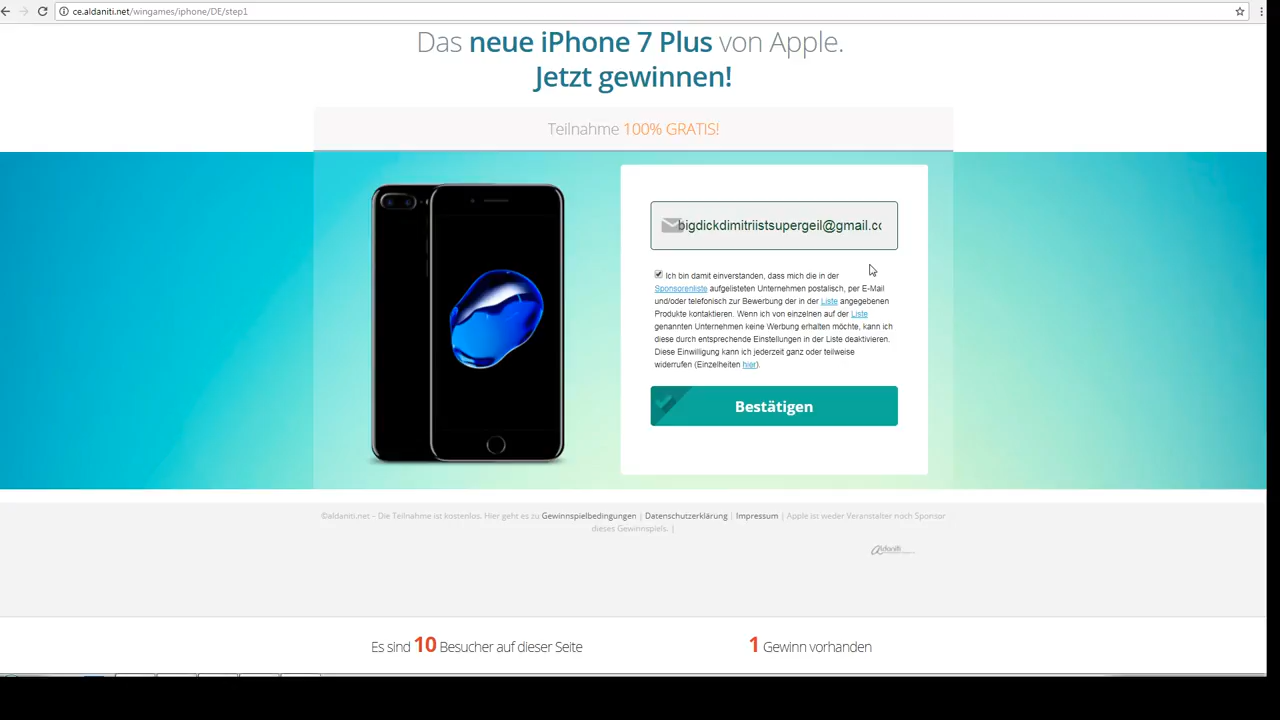 ce.aldaniti.net/wingames/iphone/DE/step1
Das neue iPhone 7 Plus von Apple.
Jetzt gewinnen!
Teilnahme 100% GRATIS!
bigdickdimitriistsupergeil@gmail.cc
Ich bin damit einverstanden, dass mich die in der
Sponsorenliste aufgelisteten Unternehmen postalisch, per E-Mail
und/oder telefonisch zur Bewerbung der in der Liste angegebenen
Produkte kontaktieren. Wenn ich von einzelnen auf der Liste
genannten Unternehmen keine Werbung erhalten möchte, kann ich
diese durch entsprechende Einstellungen in der Liste deaktivieren.
Diese Einwilligung kann ich jederzeit ganz oder teilweise
widerrufen (Einzelheiten hier).
Bestätigen
©aldaniti.net – Die Teilnahme ist kostenlos. Hier geht es zu Gewinnspielbedingungen | Datenschutzerklärung | Impressum | Apple ist weder Veranstalter noch Sponsor
dieses Gewinnspiels. |
aldaniti
Es sind 10 Besucher auf dieser Seite
1 Gewinn vorhanden